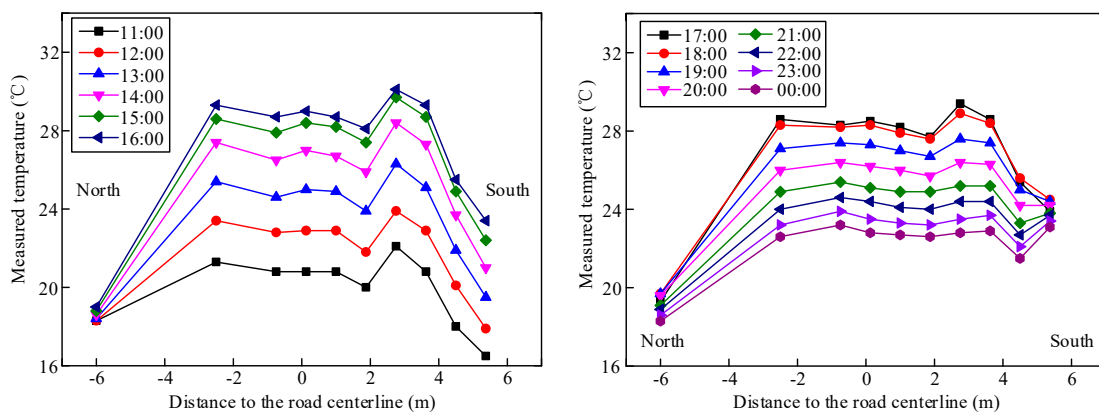 11:00
12:00
13:00
14:00
15:00
16:00
32
28
24
20
16
Measured temperature (℃)
North
South
-6 -4 -2 0 2 4 6
Distance to the road centerline (m)
17:00 21:00
18:00 22:00
19:00 23:00
20:00 00:00
32
28
24
20
16
Measured temperature (℃)
North
South
-6 -4 -2 0 2 4 6
Distance to the road centerline (m)